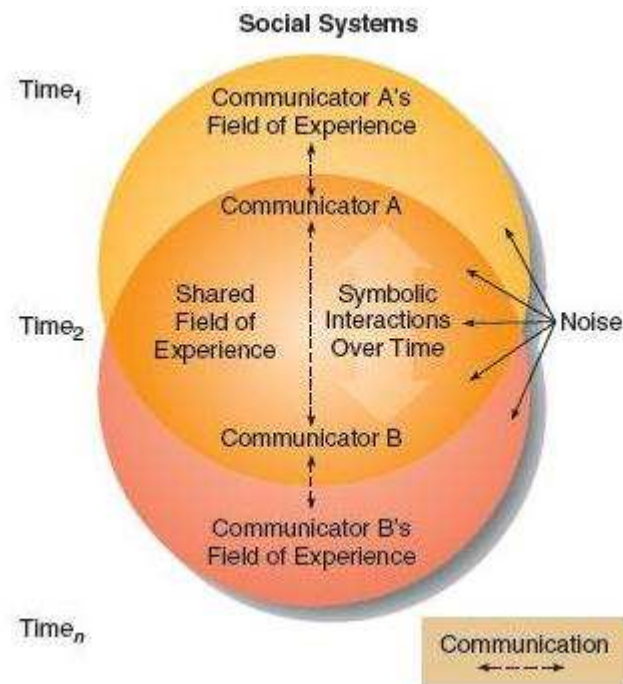 Social Systems
Time₁
Communicator A's
Field of Experience
Communicator A
Shared
Field of
Experience
Symbolic
Interactions
Over Time
Time₂
Noise
Communicator B
Communicator B's
Field of Experience
Timeₙ
Communication